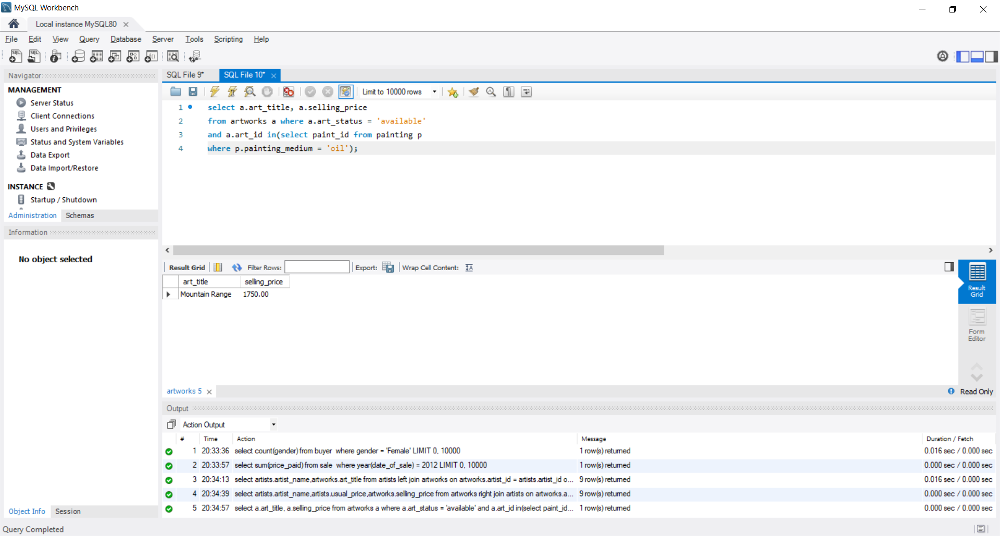 MySQL Workbench
Local instance MySQL80
File Edit View Query Database Server Tools Scripting Help
SQL SQL
Navigator
MANAGEMENT
Server Status
Client Connections
Users and Privileges
Status and System Variables
Data Export
Data Import/Restore
INSTANCE
Startup / Shutdown
Administration Schemas
Information
No object selected
Object Info Session
SQL File 9* SQL File 10*
Limit to 10000 rows
1 select a.art_title, a.selling_price
2 from artworks a where a.art_status = 'available'
3 and a.art_id in(select paint_id from painting p
4 where p.painting_medium = 'oil');
Result Grid Filter Rows: Export: Wrap Cell Content:
art_title selling_price
Mountain Range 1750.00
Result
Grid
Form
Editor
artworks 5
Read Only
Output
Action Output
# Time Action Message Duration / Fetch
1 20:33:36 select count(gender) from buyer where gender = 'Female' LIMIT 0, 10000 1 row(s) returned 0.016 sec / 0.000 sec
2 20:33:57 select sum(price_paid) from sale where year(date_of_sale) = 2012 LIMIT 0, 10000 1 row(s) returned 0.000 sec / 0.000 sec
3 20:34:13 select artists.artist_name,artworks.art_title from artists left join artworks on artworks.artist_id = artists.artist_id o... 9 row(s) returned 0.016 sec / 0.000 sec
4 20:34:39 select artists.artist_name,artists.usual_price,artworks.selling_price from artworks right join artists on artworks.a... 9 row(s) returned 0.000 sec / 0.000 sec
5 20:34:57 select a.art_title, a.selling_price from artworks a where a.art_status = 'available' and a.art_id in(select paint_id... 1 row(s) returned 0.000 sec / 0.000 sec
Query Completed